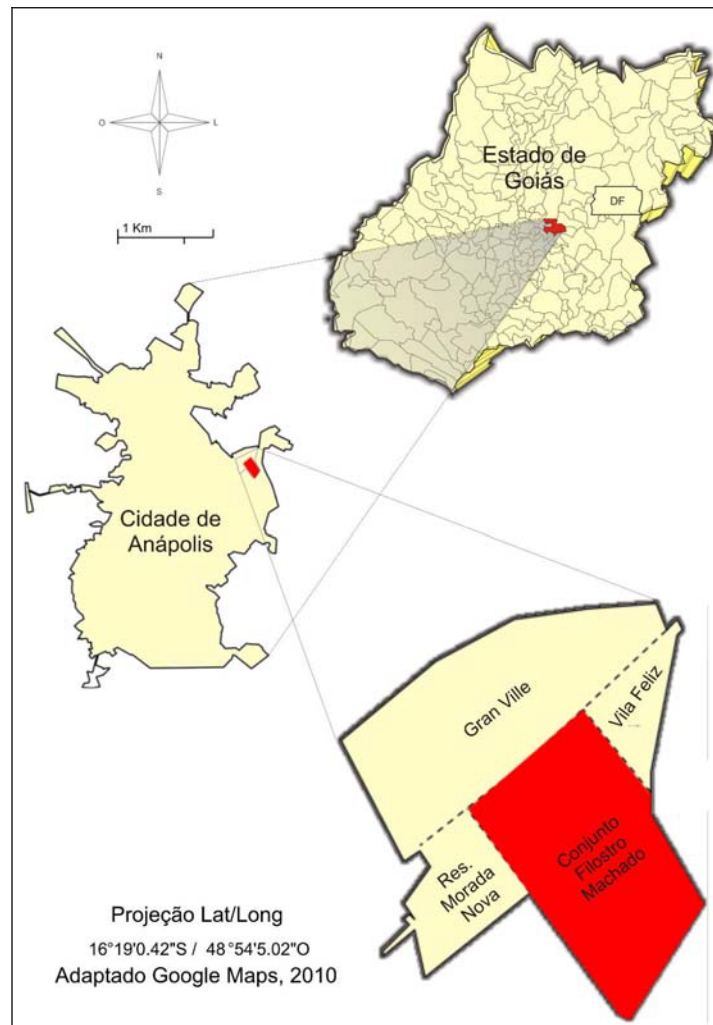 N
O
L
S
1 Km
Estado de
Goiás
DF
Cidade de
Anápolis
Gran Ville
Vila Feliz
Conjunto
Filostro
Machado
Res.
Morada
Nova
Projeção Lat/Long
16°19'0.42"S / 48°54'5.02"O
Adaptado Google Maps, 2010